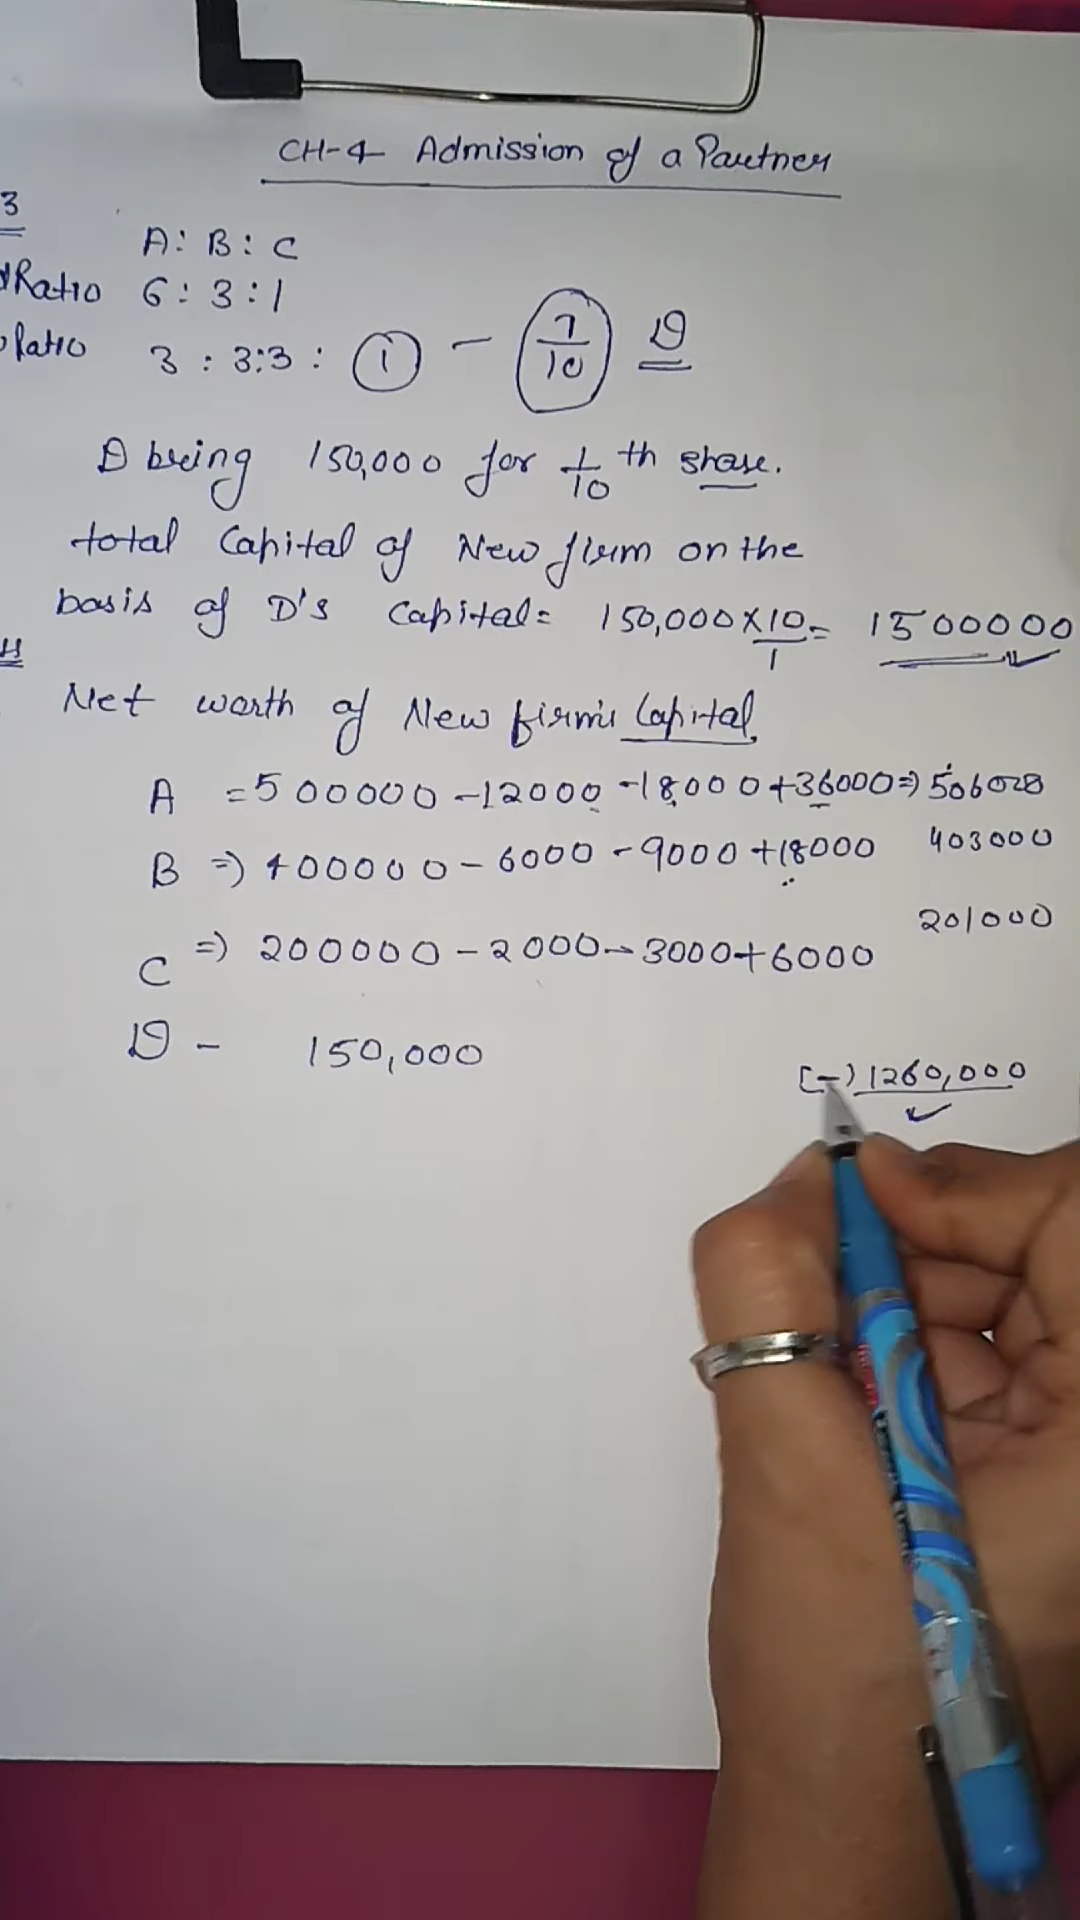 CH-4 Admission of a Partner
3
A: B: C
Ratio 6:3:1
Ratio 3 : 3:3: 1 - 1/10 D
D bring 150,000 for 1/10 th share.
total Capital of New firm on the
basis of D's Capital = 150,000 × 10/1 = 1500000
Net worth of New firm's Capital
A = 500000 - 12000 - 18000 + 36000 => 506028
B => 400000 - 6000 - 9000 + 18000 403000
C => 200000 - 2000 - 3000 + 6000 201000
D - 150,000
(-) 1260,000